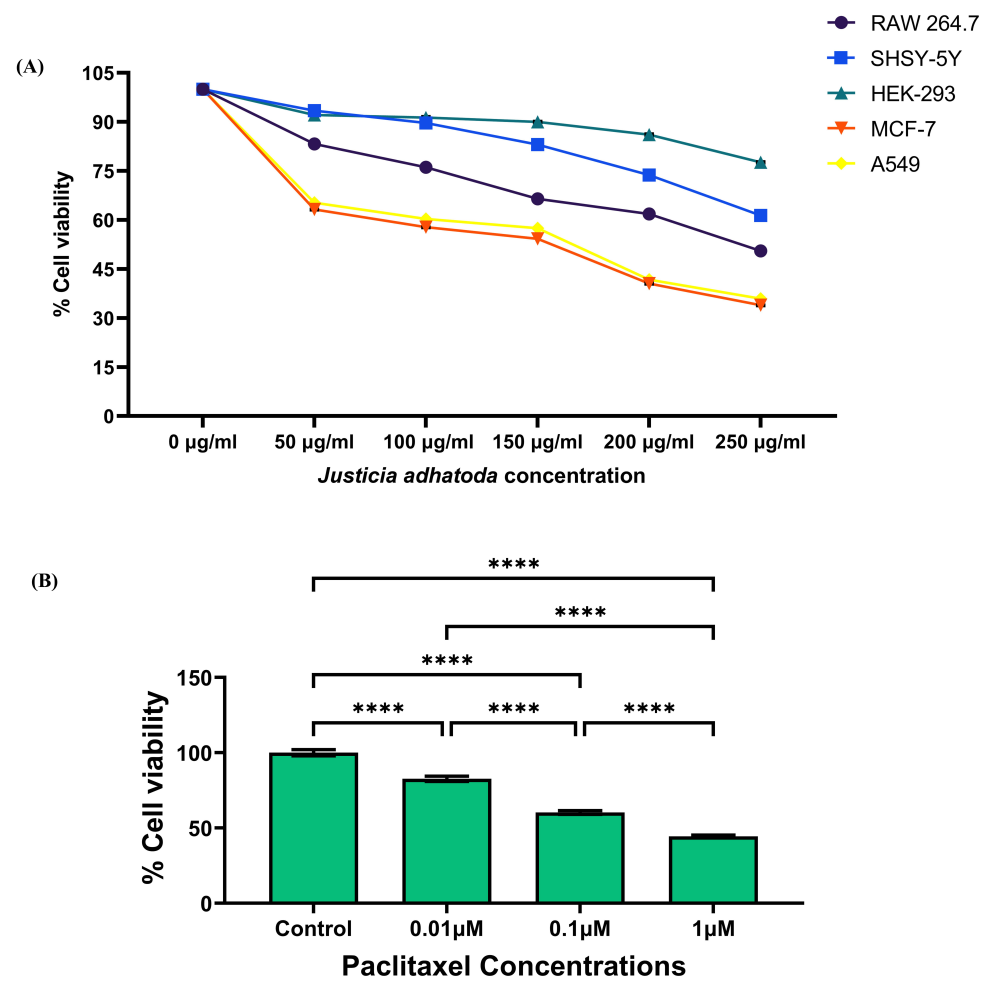 RAW 264.7
SHSY-5Y
HEK-293
MCF-7
A549
(A)
105
90
75
60
45
30
15
0
% Cell viability
0 µg/ml 50 µg/ml 100 µg/ml 150 µg/ml 200 µg/ml 250 µg/ml
Justicia adhatoda concentration
(B)
****
****
****
**** **** ****
150
100
50
0
% Cell viability
Control 0.01µM 0.1µM 1µM
Paclitaxel Concentrations